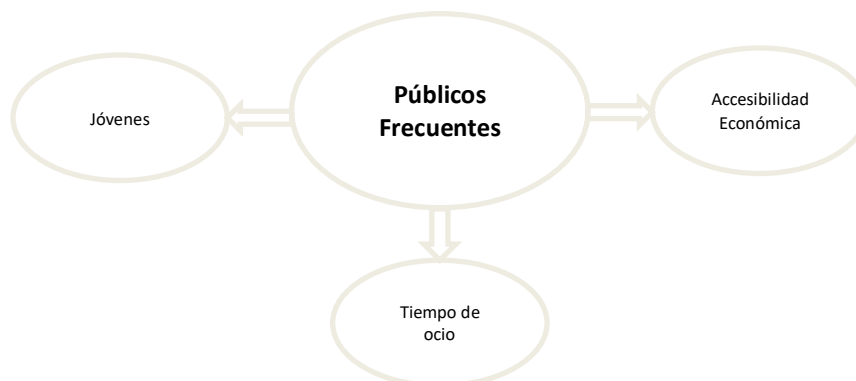 Públicos
Frecuentes
Jóvenes
Accesibilidad
Económica
Tiempo de
ocio